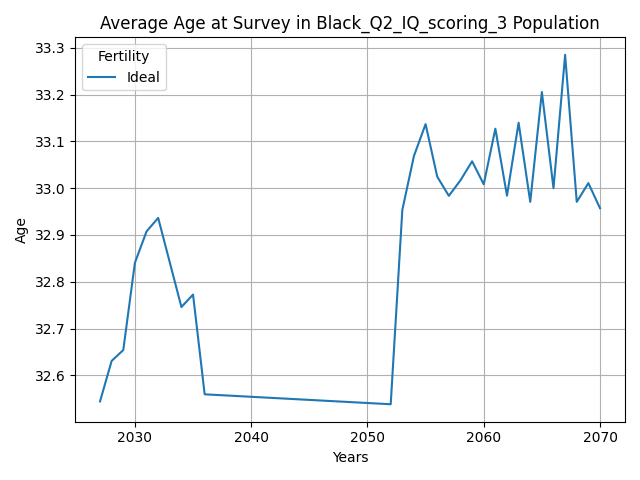 Average Age at Survey in Black_Q2_IQ_scoring_3 Population
Fertility
Ideal
33.3
33.2
33.1
33.0
32.9
32.8
32.7
32.6
Age
2030 2040 2050 2060 2070
Years